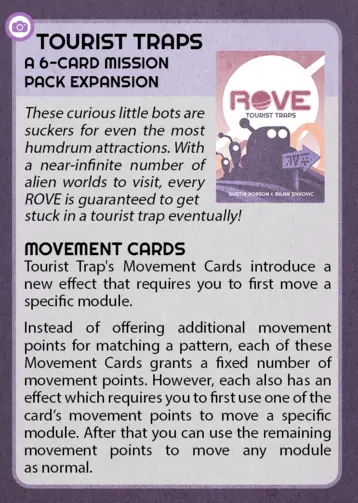 TOURIST TRAPS
A 6-CARD MISSION
PACK EXPANSION
These curious little bots are
suckers for even the most
humdrum attractions. With
a near-infinite number of
alien worlds to visit, every
ROVE is guaranteed to get
stuck in a tourist trap eventually!
ROVE
TOURIST TRAPS
DUSTIN DOBSON & MILAN ZIVKOVIC
MOVEMENT CARDS
Tourist Trap's Movement Cards introduce a
new effect that requires you to first move a
specific module.
Instead of offering additional movement
points for matching a pattern, each of these
Movement Cards grants a fixed number of
movement points. However, each also has an
effect which requires you to first use one of the
card's movement points to move a specific
module. After that you can use the remaining
movement points to move any module
as normal.